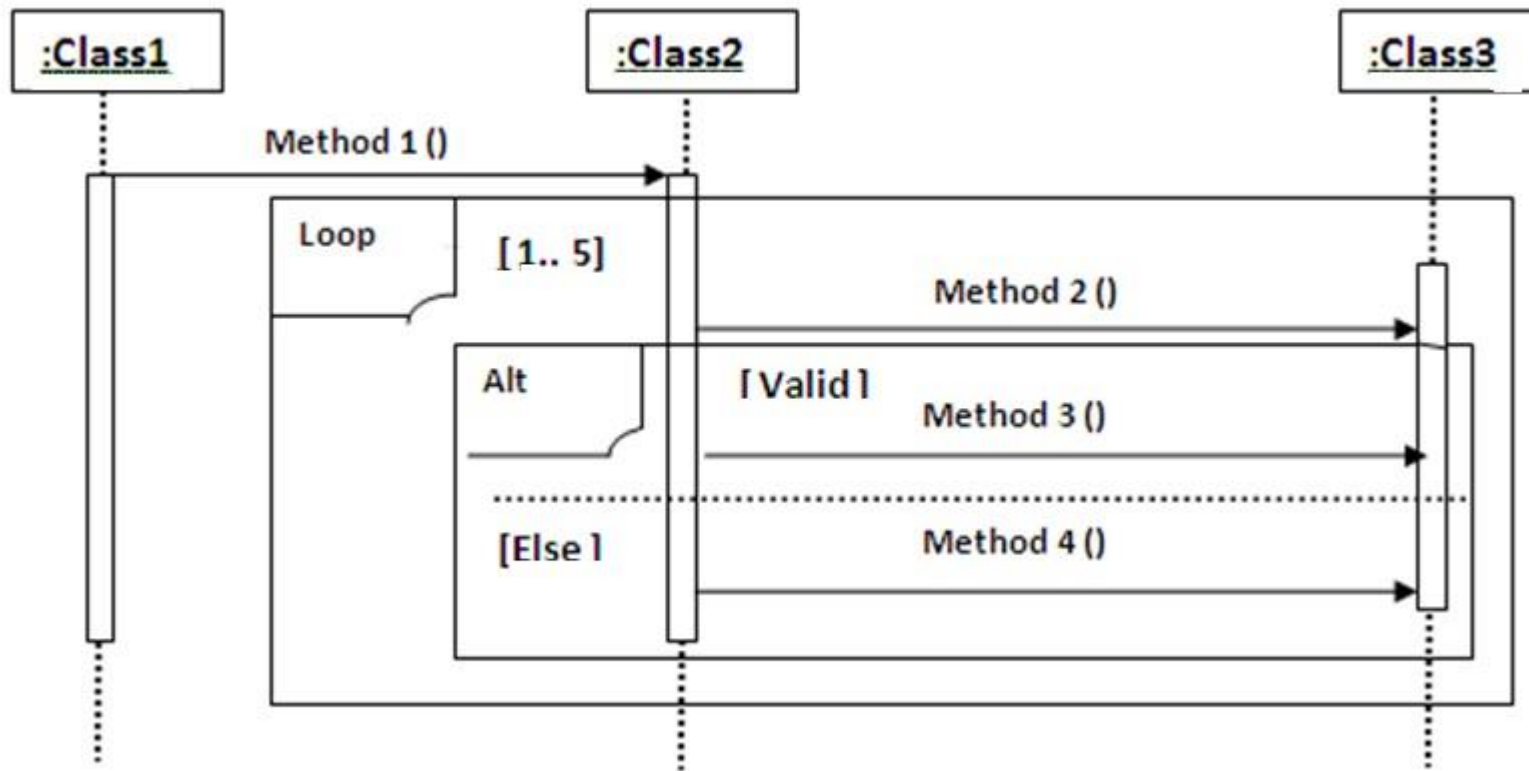 :Class1 :Class2 :Class3
Method 1 ()
Loop
[1.. 5]
Method 2 ()
Alt
[Valid]
Method 3 ()
[Else]
Method 4 ()